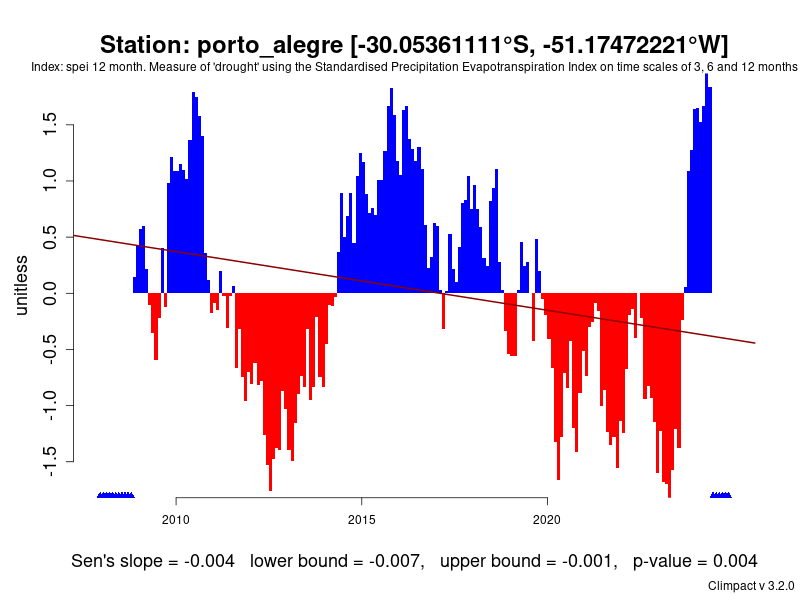 Station: porto_alegre [-30.05361111°S, -51.17472221°W]
Index: spei 12 month. Measure of 'drought' using the Standardised Precipitation Evapotranspiration Index on time scales of 3, 6 and 12 months
unitless
1.5
1.0
0.5
0.0
-0.5
-1.0
-1.5
2010 2015 2020
Sen's slope = -0.004 lower bound = -0.007, upper bound = -0.001, p-value = 0.004
Climpact v 3.2.0